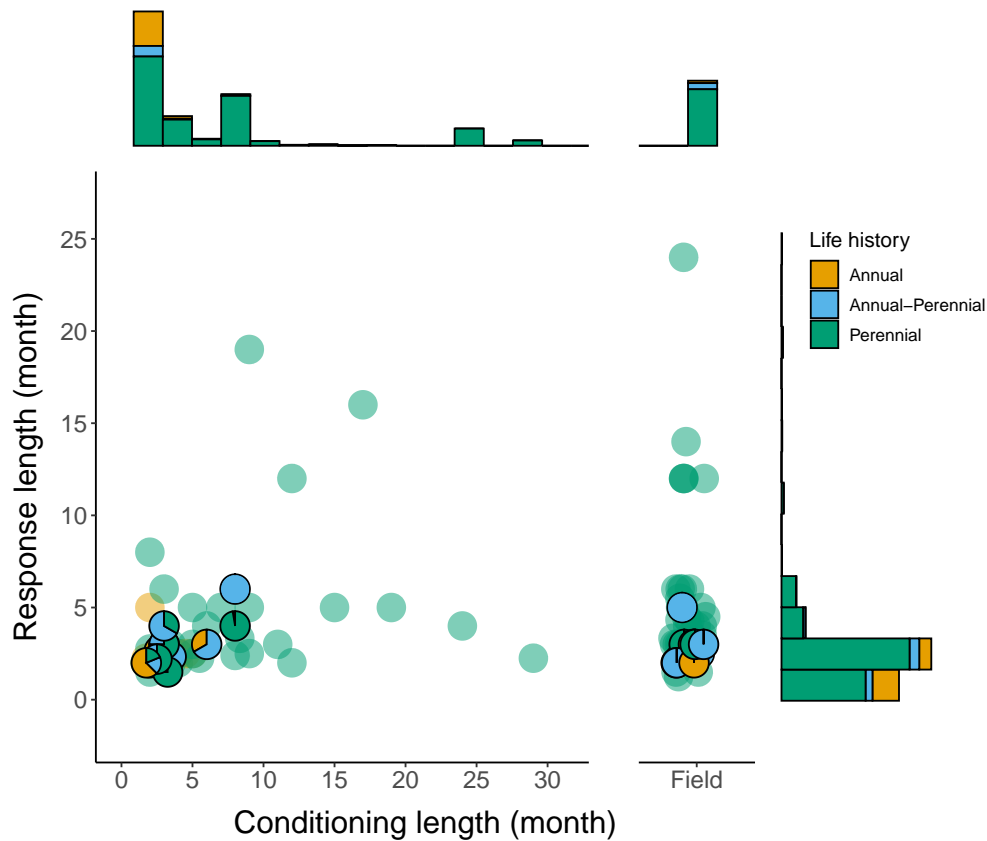 Life history
Annual
Annual–Perennial
Perennial
Response length (month)
25
20
15
10
5
0
0 5 10 15 20 25 30 Field
Conditioning length (month)